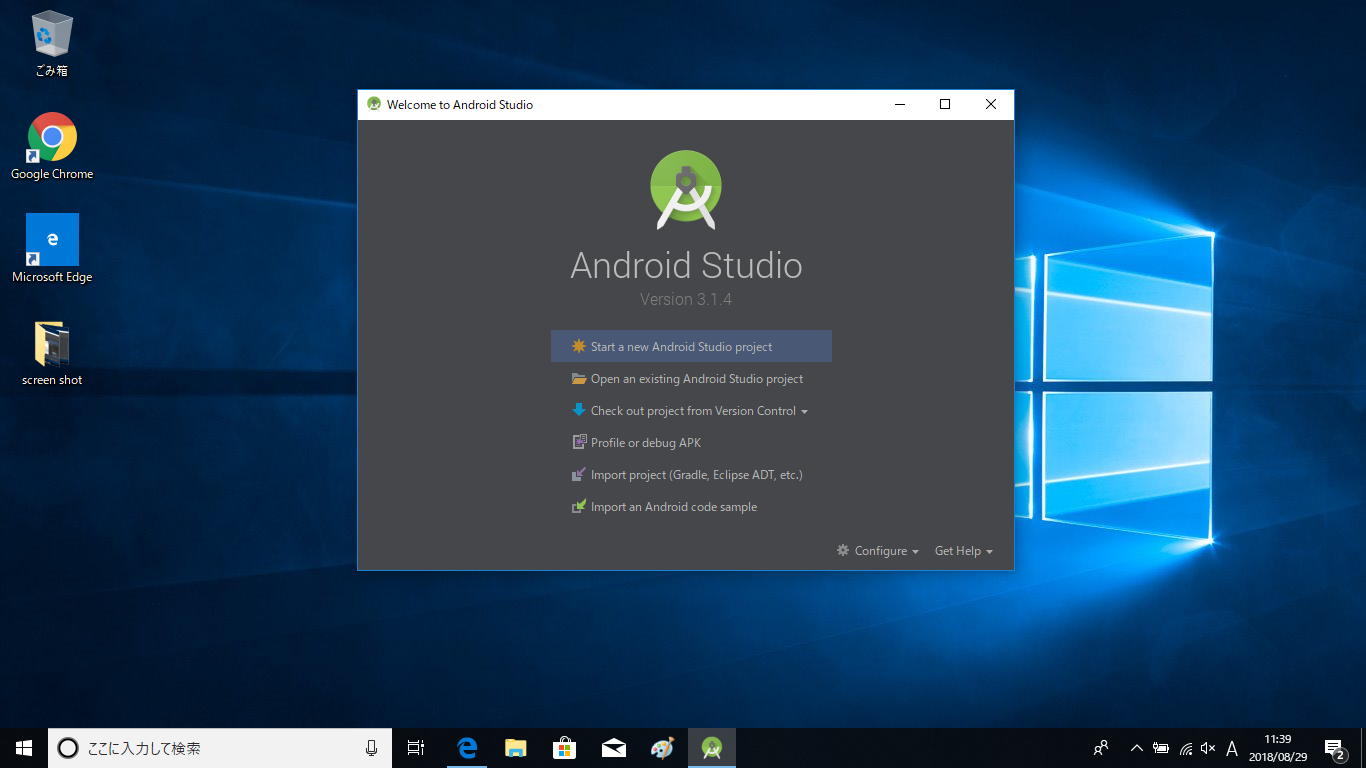 ごみ箱
Google Chrome
Microsoft Edge
screen shot
Welcome to Android Studio
Android Studio
Version 3.1.4
Start a new Android Studio project
Open an existing Android Studio project
Check out project from Version Control
Profile or debug APK
Import project (Gradle, Eclipse ADT, etc.)
Import an Android code sample
Configure
Get Help
ここに入力して検索
A
11:39
2018/08/29
2